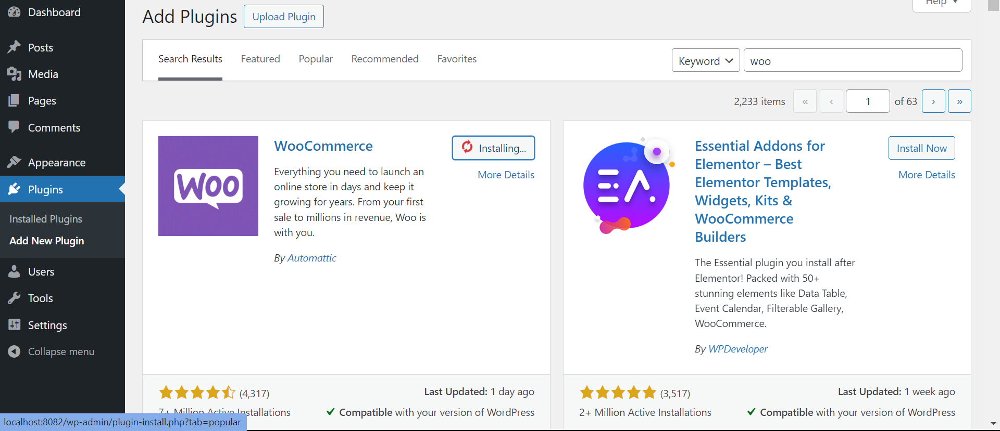 Dashboard
Posts
Media
Pages
Comments
Appearance
Plugins
Installed Plugins
Add New Plugin
Users
Tools
Settings
Collapse menu
Help
Add Plugins
Upload Plugin
Search Results
Featured
Popular
Recommended
Favorites
Keyword
woo
2,233 items
«
‹
1
of 63
›
»
WOO
WooCommerce
Installing...
More Details
Everything you need to launch an
online store in days and keep it
growing for years. From your first
sale to millions in revenue, Woo is
with you.
By Automattic
(4,317)
Last Updated: 1 day ago
7+ Million Active Installations
Compatible with your version of WordPress
Essential Addons for
Elementor – Best
Elementor Templates,
Widgets, Kits &
WooCommerce
Builders
Install Now
More Details
The Essential plugin you install after
Elementor! Packed with 50+
stunning elements like Data Table,
Event Calendar, Filterable Gallery,
WooCommerce.
By WPDeveloper
(3,517)
Last Updated: 1 week ago
2+ Million Active Installations
Compatible with your version of WordPress
localhost:8082/wp-admin/plugin-install.php?tab=popular